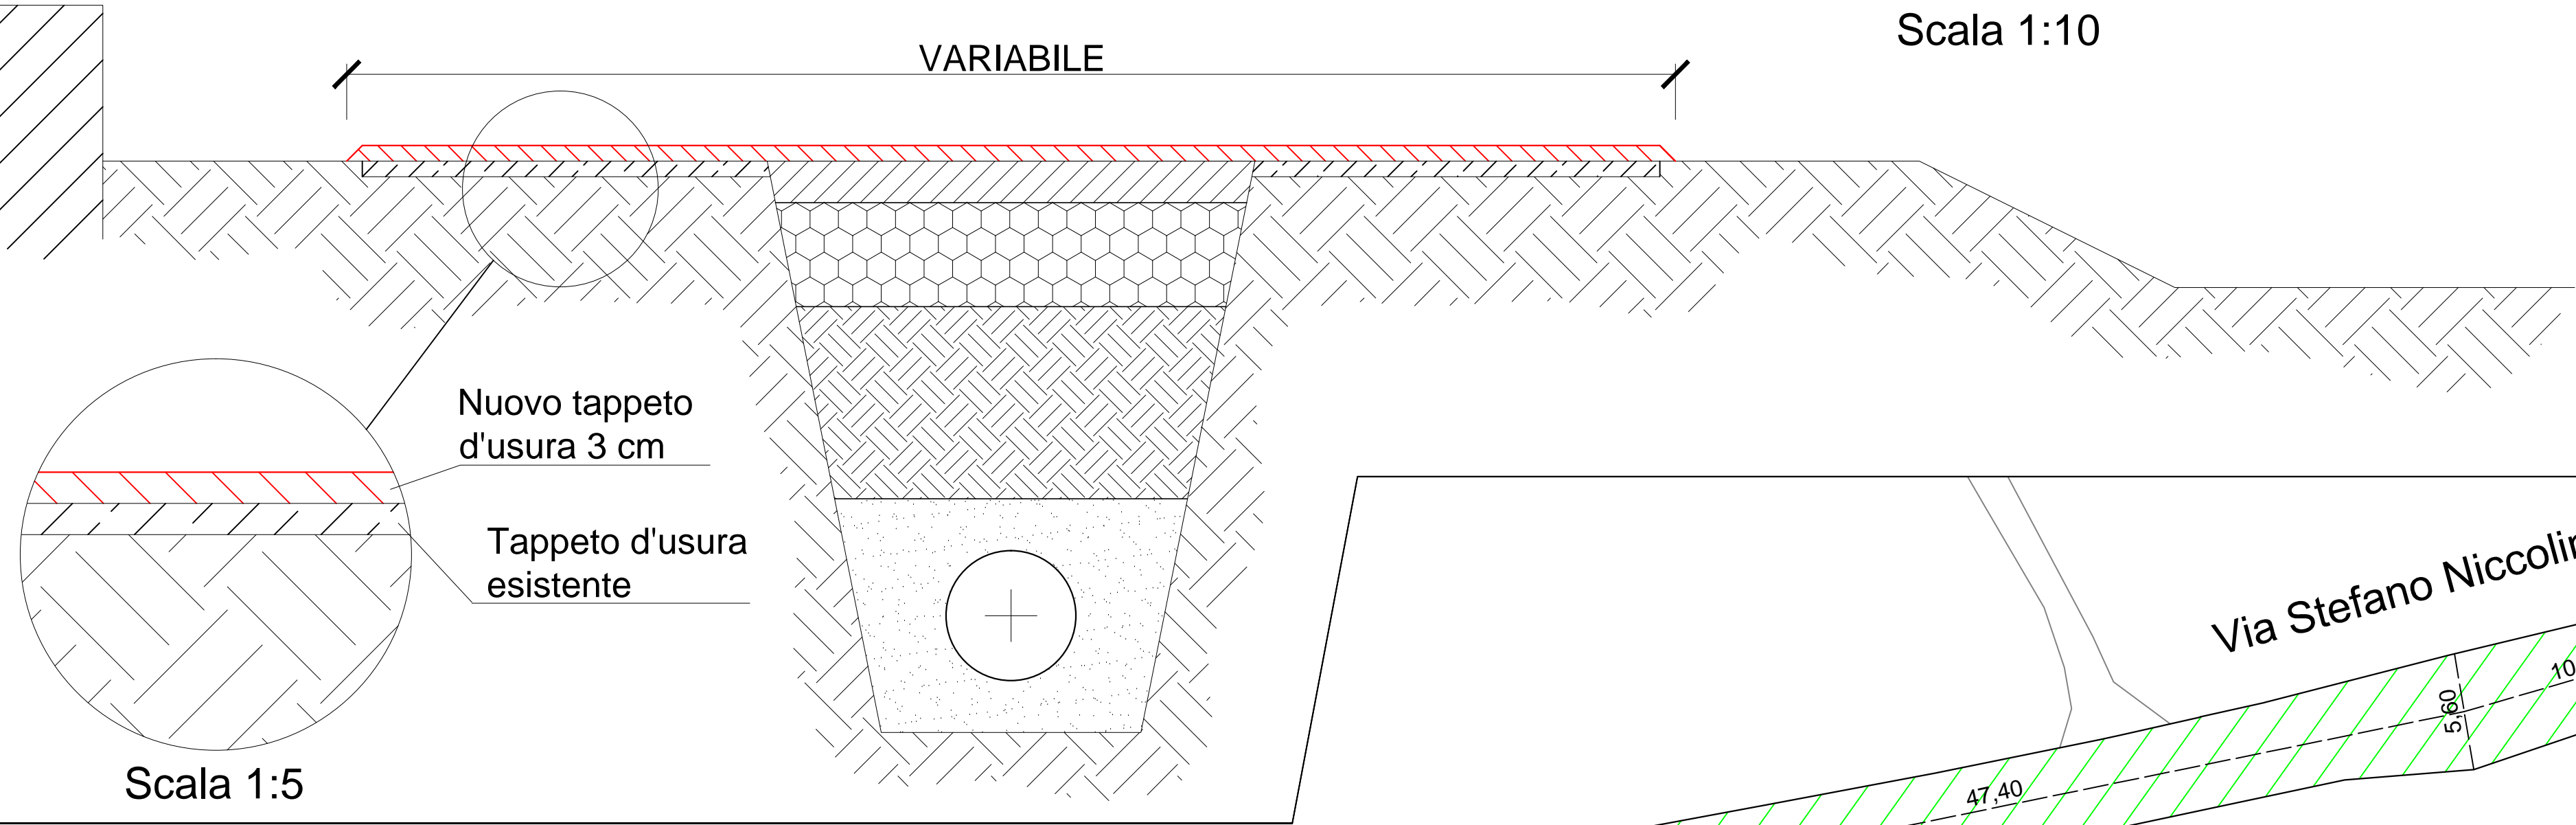 Scala 1:10
VARIABILE
Nuovo tappeto
d'usura 3 cm
Tappeto d'usura
esistente
Scala 1:5
Via Stefano
10
5,60
47,40